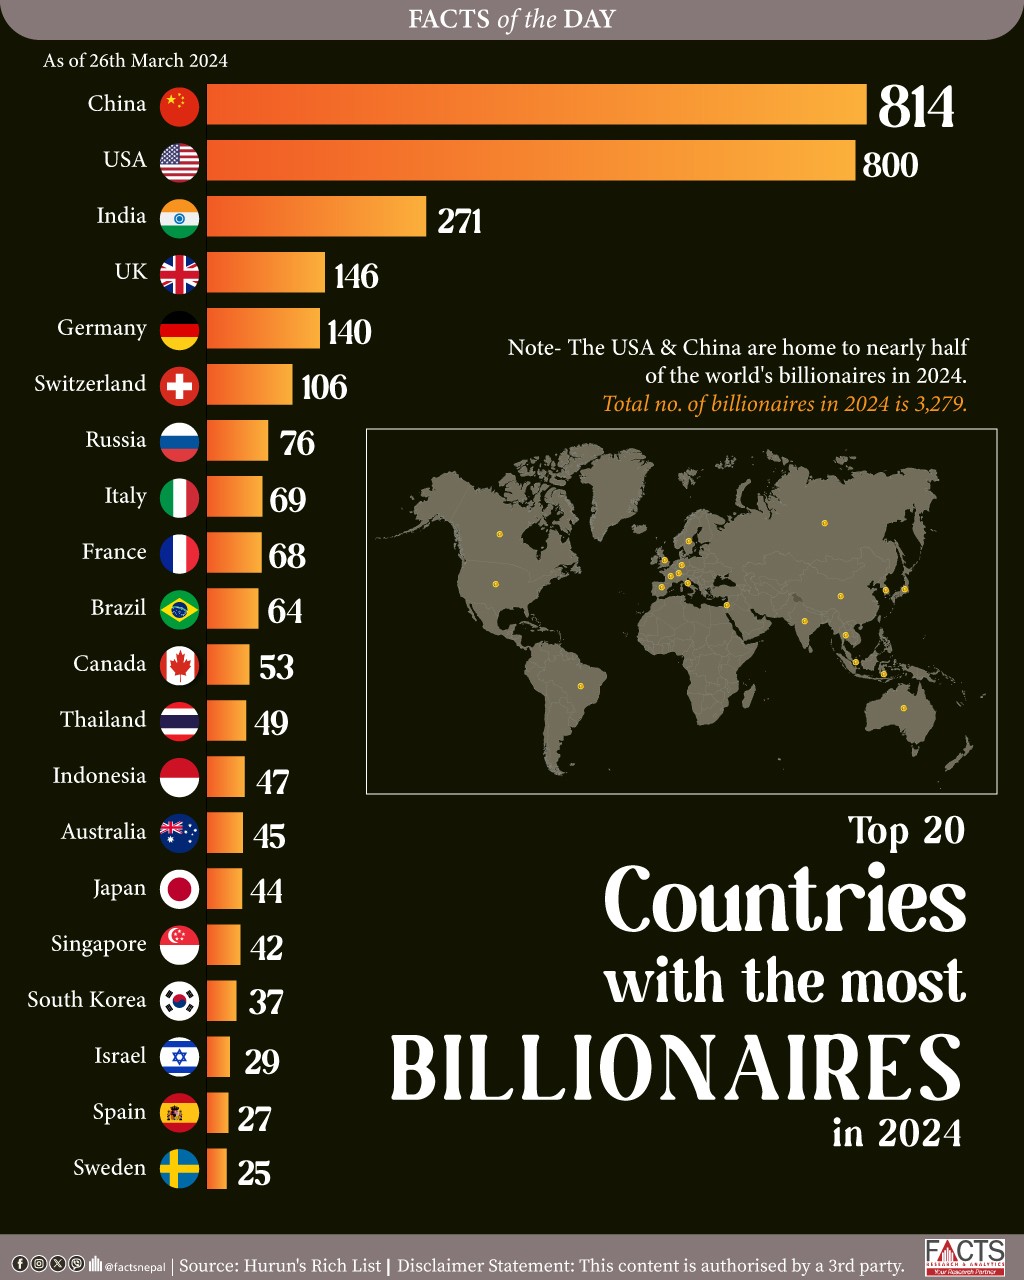 FACTS of the DAY
As of 26th March 2024
China 814
USA 800
India 271
UK 146
Germany 140
Switzerland 106
Russia 76
Italy 69
France 68
Brazil 64
Canada 53
Thailand 49
Indonesia 47
Australia 45
Japan 44
Singapore 42
South Korea 37
Israel 29
Spain 27
Sweden 25
Note- The USA & China are home to nearly half
of the world's billionaires in 2024.
Total no. of billionaires in 2024 is 3,279.
Top 20
Countries
with the most
BILLIONAIRES
in 2024
@factsnepal | Source: Hurun's Rich List | Disclaimer Statement: This content is authorised by a 3rd party.
FACTS
RESEARCH & ANALYTICS
Your Research Partner